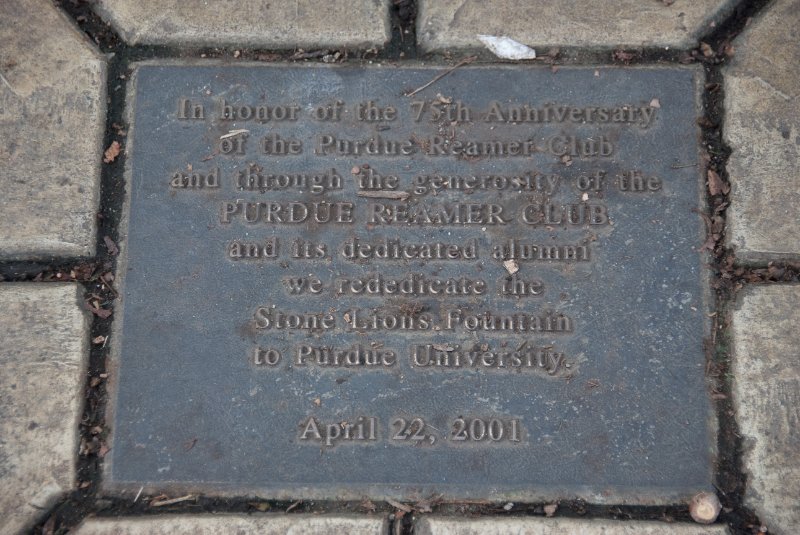 In honor of the 75th Anniversary
of the Purdue Reamer Club
and through the generosity of the
PURDUE REAMER CLUB
and its dedicated alumni
we rededicate the
Stone Lions Fountain
to Purdue University.
April 22, 2001